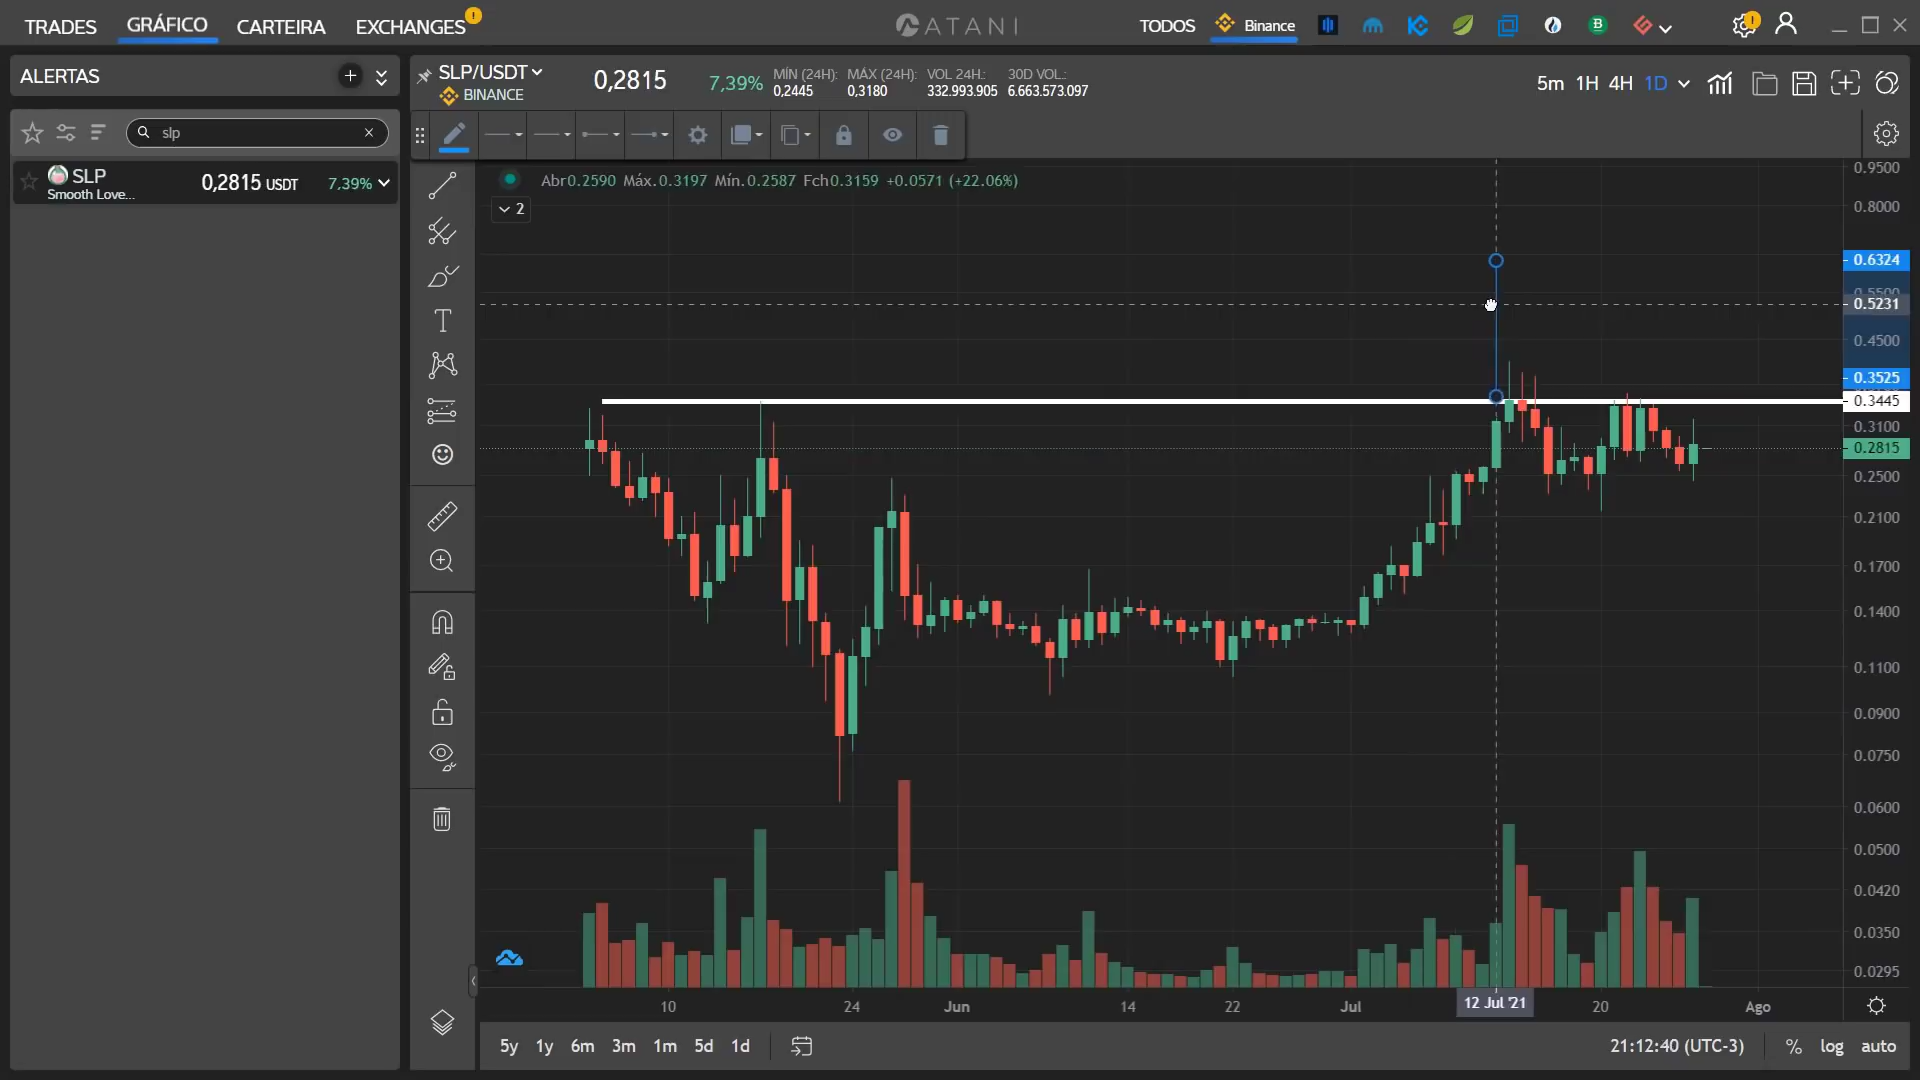 TRADES GRÁFICO CARTEIRA EXCHANGES !
ATANI
TODOS Binance
ALERTAS
slp
SLP
Smooth Love...
0,2815 USDT 7,39%
SLP/USDT
BINANCE
0,2815 7,39%
MÍN (24H): MÁX (24H): VOL 24H.: 30D VOL.:
0,2445 0,3180 332.993.905 6.663.573.097
5m 1H 4H 1D
Abr0.2590 Máx.0.3197 Mín.0.2587 Fch0.3159 +0.0571 (+22.06%)
2
0.9500
0.8000
0.6324
0.5231
0.4500
0.3525
0.3445
0.3100
0.2815
0.2500
0.2100
0.1700
0.1400
0.1100
0.0900
0.0750
0.0600
0.0500
0.0420
0.0350
0.0295
10 24 Jun 14 22 Jul 12 Jul '21 20 Ago
5y 1y 6m 3m 1m 5d 1d
21:12:40 (UTC-3) % log auto